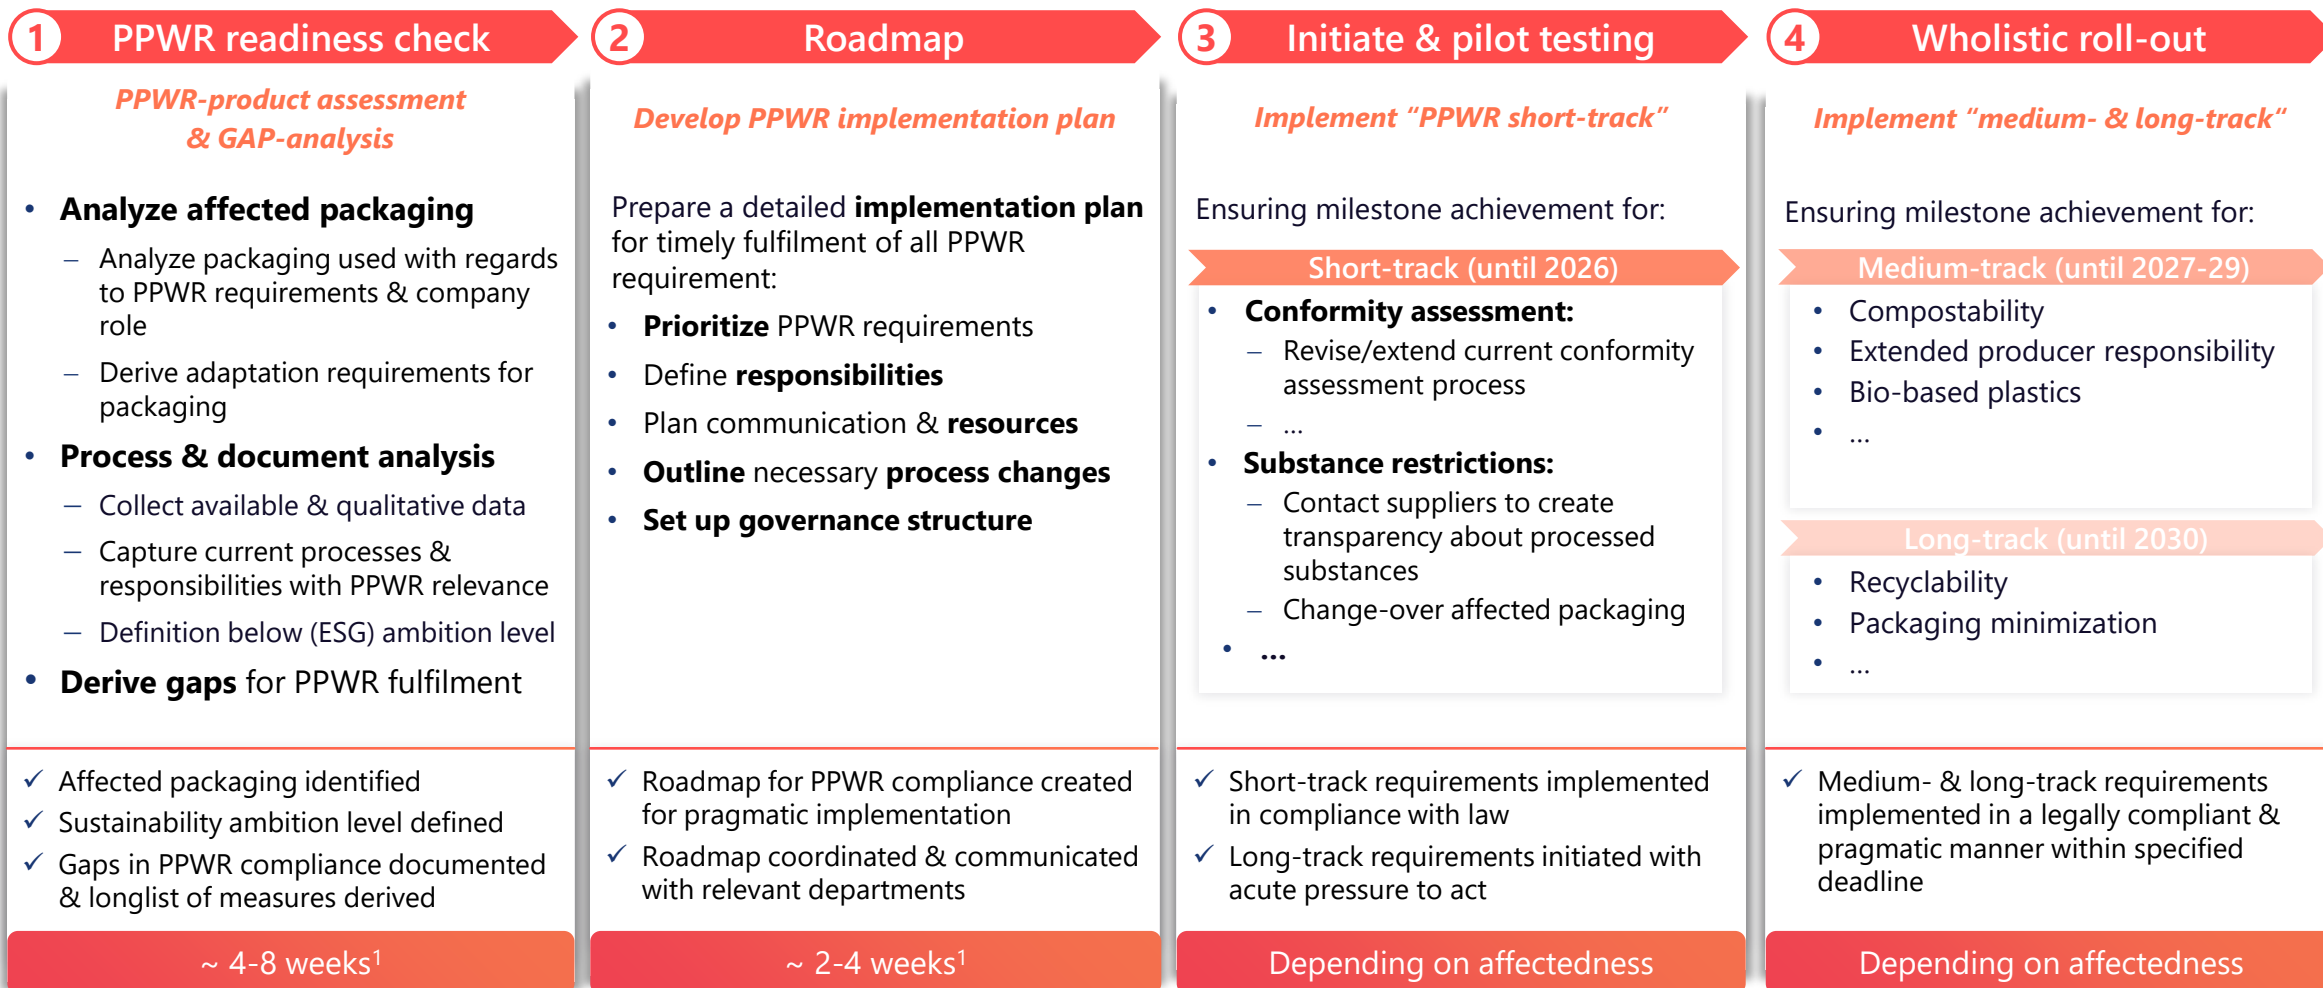 1 PPWR readiness check
PPWR-product assessment
& GAP-analysis
• Analyze affected packaging
– Analyze packaging used with regards
to PPWR requirements & company
role
– Derive adaptation requirements for
packaging
• Process & document analysis
– Collect available & qualitative data
– Capture current processes &
responsibilities with PPWR relevance
– Definition below (ESG) ambition level
• Derive gaps for PPWR fulfilment
✓ Affected packaging identified
✓ Sustainability ambition level defined
✓ Gaps in PPWR compliance documented
& longlist of measures derived
~ 4-8 weeks¹
2 Roadmap
Develop PPWR implementation plan
Prepare a detailed implementation plan
for timely fulfilment of all PPWR
requirement:
• Prioritize PPWR requirements
• Define responsibilities
• Plan communication & resources
• Outline necessary process changes
• Set up governance structure
✓ Roadmap for PPWR compliance created
for pragmatic implementation
✓ Roadmap coordinated & communicated
with relevant departments
~ 2-4 weeks¹
3 Initiate & pilot testing
Implement “PPWR short-track”
Ensuring milestone achievement for:
Short-track (until 2026)
• Conformity assessment:
– Revise/extend current conformity
assessment process
– ...
• Substance restrictions:
– Contact suppliers to create
transparency about processed
substances
– Change-over affected packaging
• ...
✓ Short-track requirements implemented
in compliance with law
✓ Long-track requirements initiated with
acute pressure to act
Depending on affectedness
4 Wholistic roll-out
Implement “medium- & long-track“
Ensuring milestone achievement for:
Medium-track (until 2027-29)
• Compostability
• Extended producer responsibility
• Bio-based plastics
• ...
Long-track (until 2030)
• Recyclability
• Packaging minimization
• ...
✓ Medium- & long-track requirements
implemented in a legally compliant &
pragmatic manner within specified
deadline
Depending on affectedness